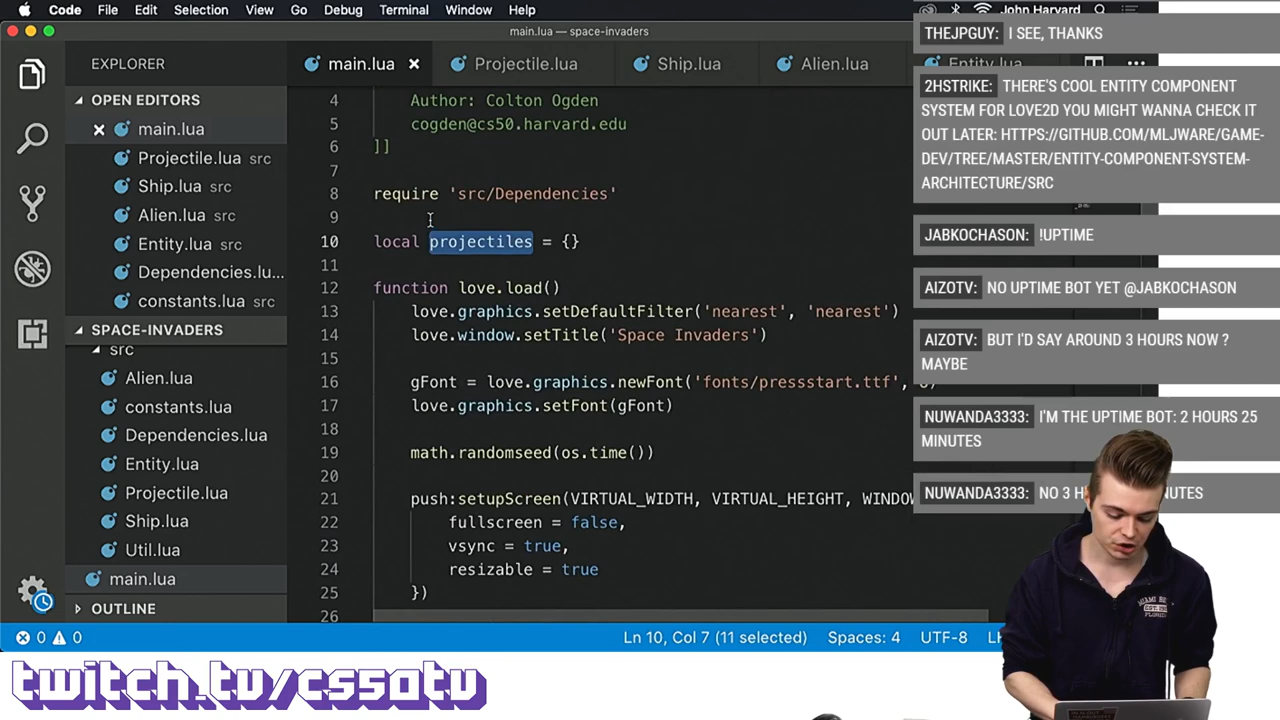 Code File Edit Selection View Go Debug Terminal Window Help John Harvard
main.lua — space-invaders
EXPLORER
main.lua Projectile.lua Ship.lua Alien.lua Entity.lua
OPEN EDITORS
main.lua
Projectile.lua src
Ship.lua src
Alien.lua src
Entity.lua src
Dependencies.lu...
constants.lua src
SPACE-INVADERS
src
Alien.lua
constants.lua
Dependencies.lua
Entity.lua
Projectile.lua
Ship.lua
Util.lua
main.lua
OUTLINE
4 Author: Colton Ogden
5 cogden@cs50.harvard.edu
6 ]]
7
8 require 'src/Dependencies'
9
10 local projectiles = {}
11
12 function love.load()
13 love.graphics.setDefaultFilter('nearest', 'nearest')
14 love.window.setTitle('Space Invaders')
15
16 gFont = love.graphics.newFont('fonts/pressstart.ttf',
17 love.graphics.setFont(gFont)
18
19 math.randomseed(os.time())
20
21 push:setupScreen(VIRTUAL_WIDTH, VIRTUAL_HEIGHT, WINDOW
22 fullscreen = false,
23 vsync = true,
24 resizable = true
25 })
26
0 0 Ln 10, Col 7 (11 selected) Spaces: 4 UTF-8
THEJPGUY: I SEE, THANKS
2HSTRIKE: THERE'S COOL ENTITY COMPONENT
SYSTEM FOR LOVE2D YOU MIGHT WANNA CHECK IT
OUT LATER: HTTPS://GITHUB.COM/MLJWARE/GAME-
DEV/TREE/MASTER/ENTITY-COMPONENT-SYSTEM-
ARCHITECTURE/SRC
JABKOCHASON: !UPTIME
AIZOTV: NO UPTIME BOT YET @JABKOCHASON
AIZOTV: BUT I'D SAY AROUND 3 HOURS NOW ?
MAYBE
NUWANDA3333: I'M THE UPTIME BOT: 2 HOURS 25
MINUTES
NUWANDA3333: NO 3
twitch.tv/cs50tv